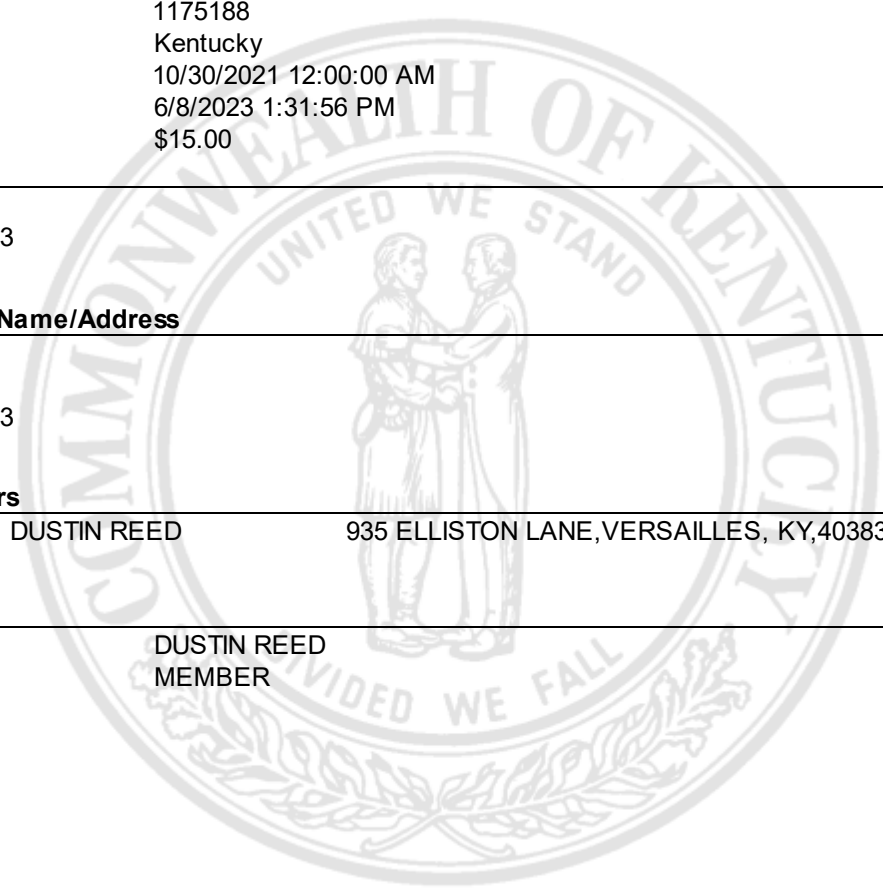 1175188
Kentucky
10/30/2021 12:00:00 AM
6/8/2023 1:31:56 PM
$15.00
3
Name/Address
3
rs
DUSTIN REED 935 ELLISTON LANE,VERSAILLES, KY,40383
DUSTIN REED
MEMBER
COMMONWEALTH OF KENTUCKY
UNITED WE STAND
DIVIDED WE FALL